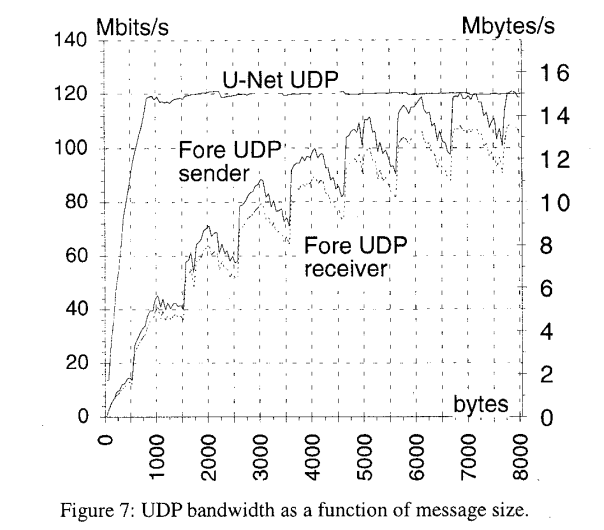 Mbits/s Mbytes/s
140
120
100
80
60
40
20
0
16
14
12
10
8
6
4
2
0
U-Net UDP
Fore UDP
sender
Fore UDP
receiver
bytes
0 1000 2000 3000 4000 5000 6000 7000 8000
Figure 7: UDP bandwidth as a function of message size.